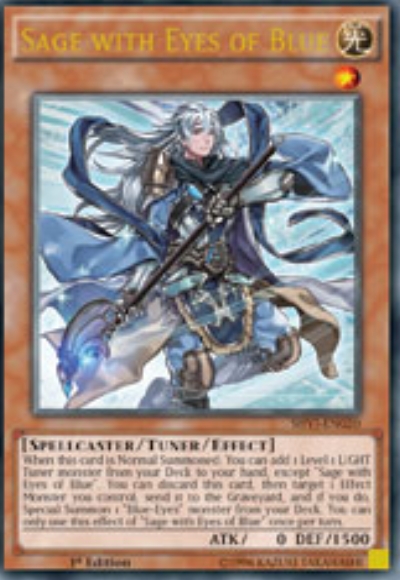 SAGE WITH EYES OF BLUE
光
SHVI-EN020
[SPELLCASTER/TUNER/EFFECT]
When this card is Normal Summoned: You can add 1 Level 1 LIGHT
Tuner monster from your Deck to your hand, except "Sage with
Eyes of Blue". You can discard this card, then target 1 Effect
Monster you control; send it to the Graveyard, and if you do,
Special Summon 1 "Blue-Eyes" monster from your Deck. You can
only use this effect of "Sage with Eyes of Blue" once per turn.
ATK/ 0 DEF/1500
1st Edition
©1996 KAZUKI TAKAHASHI